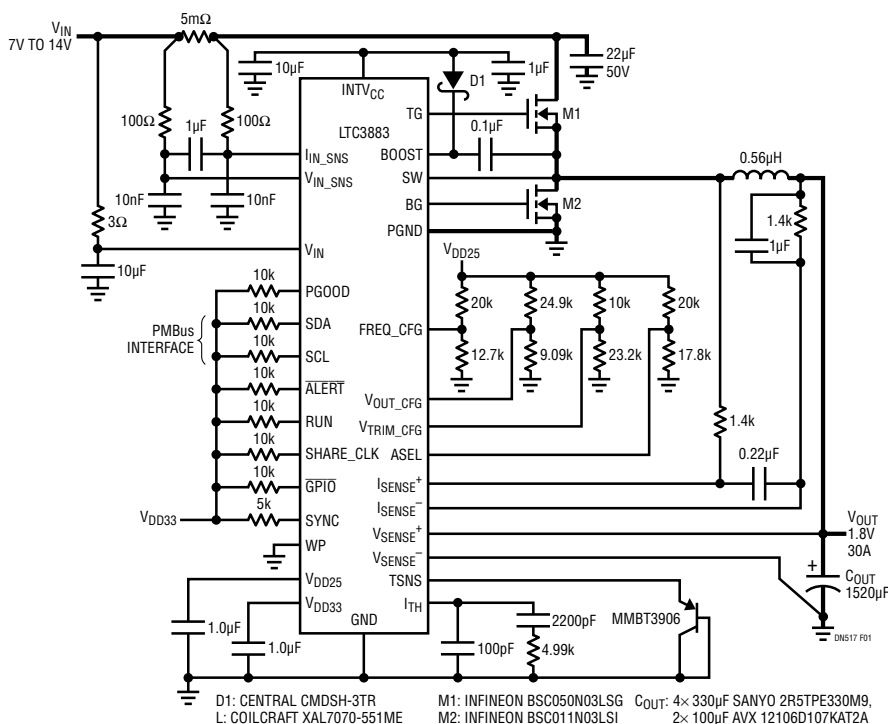 VIN
7V TO 14V
5mΩ
10µF
1µF
D1
22µF
50V
100Ω
1µF
100Ω
10nF
10nF
3Ω
10µF
INTVCC
LTC3883
TG
M1
IIN_SNS
BOOST
0.1µF
VIN_SNS
SW
0.56µH
BG
M2
PGND
1.4k
1µF
VIN
VDD25
10k
PGOOD
20k
24.9k
10k
20k
PMBus
INTERFACE
10k
SDA
FREQ_CFG
10k
SCL
12.7k
9.09k
23.2k
17.8k
10k
ALERT
VOUT_CFG
10k
RUN
VTRIM_CFG
1.4k
10k
SHARE_CLK
ASEL
0.22µF
10k
GPIO
ISENSE+
5k
ISENSE–
VDD33
SYNC
VSENSE+
VOUT
1.8V
30A
WP
VSENSE–
VDD25
TSNS
COUT
1520µF
+
VDD33
ITH
2200pF
MMBT3906
DN517 F01
1.0µF
1.0µF
GND
100pF
4.99k
D1: CENTRAL CMDSH-3TR
L: COILCRAFT XAL7070-551ME
M1: INFINEON BSC050N03LSG
M2: INFINEON BSC011N03LSI
COUT: 4× 330µF SANYO 2R5TPE330M9,
2× 100µF AVX 12106D107KAT2A